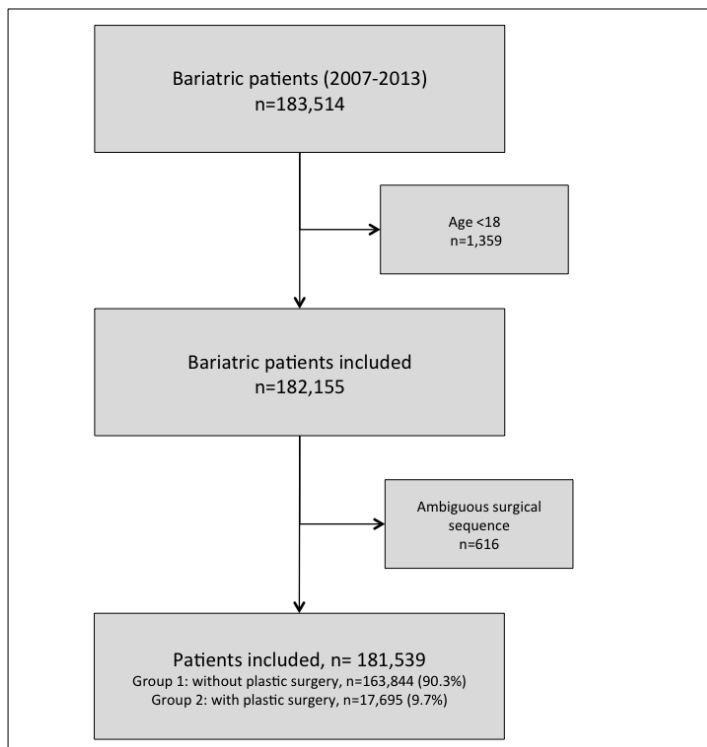 Bariatric patients (2007-2013)
n=183,514
Age <18
n=1,359
Bariatric patients included
n=182,155
Ambiguous surgical
sequence
n=616
Patients included, n= 181,539
Group 1: without plastic surgery, n=163,844 (90.3%)
Group 2: with plastic surgery, n=17,695 (9.7%)